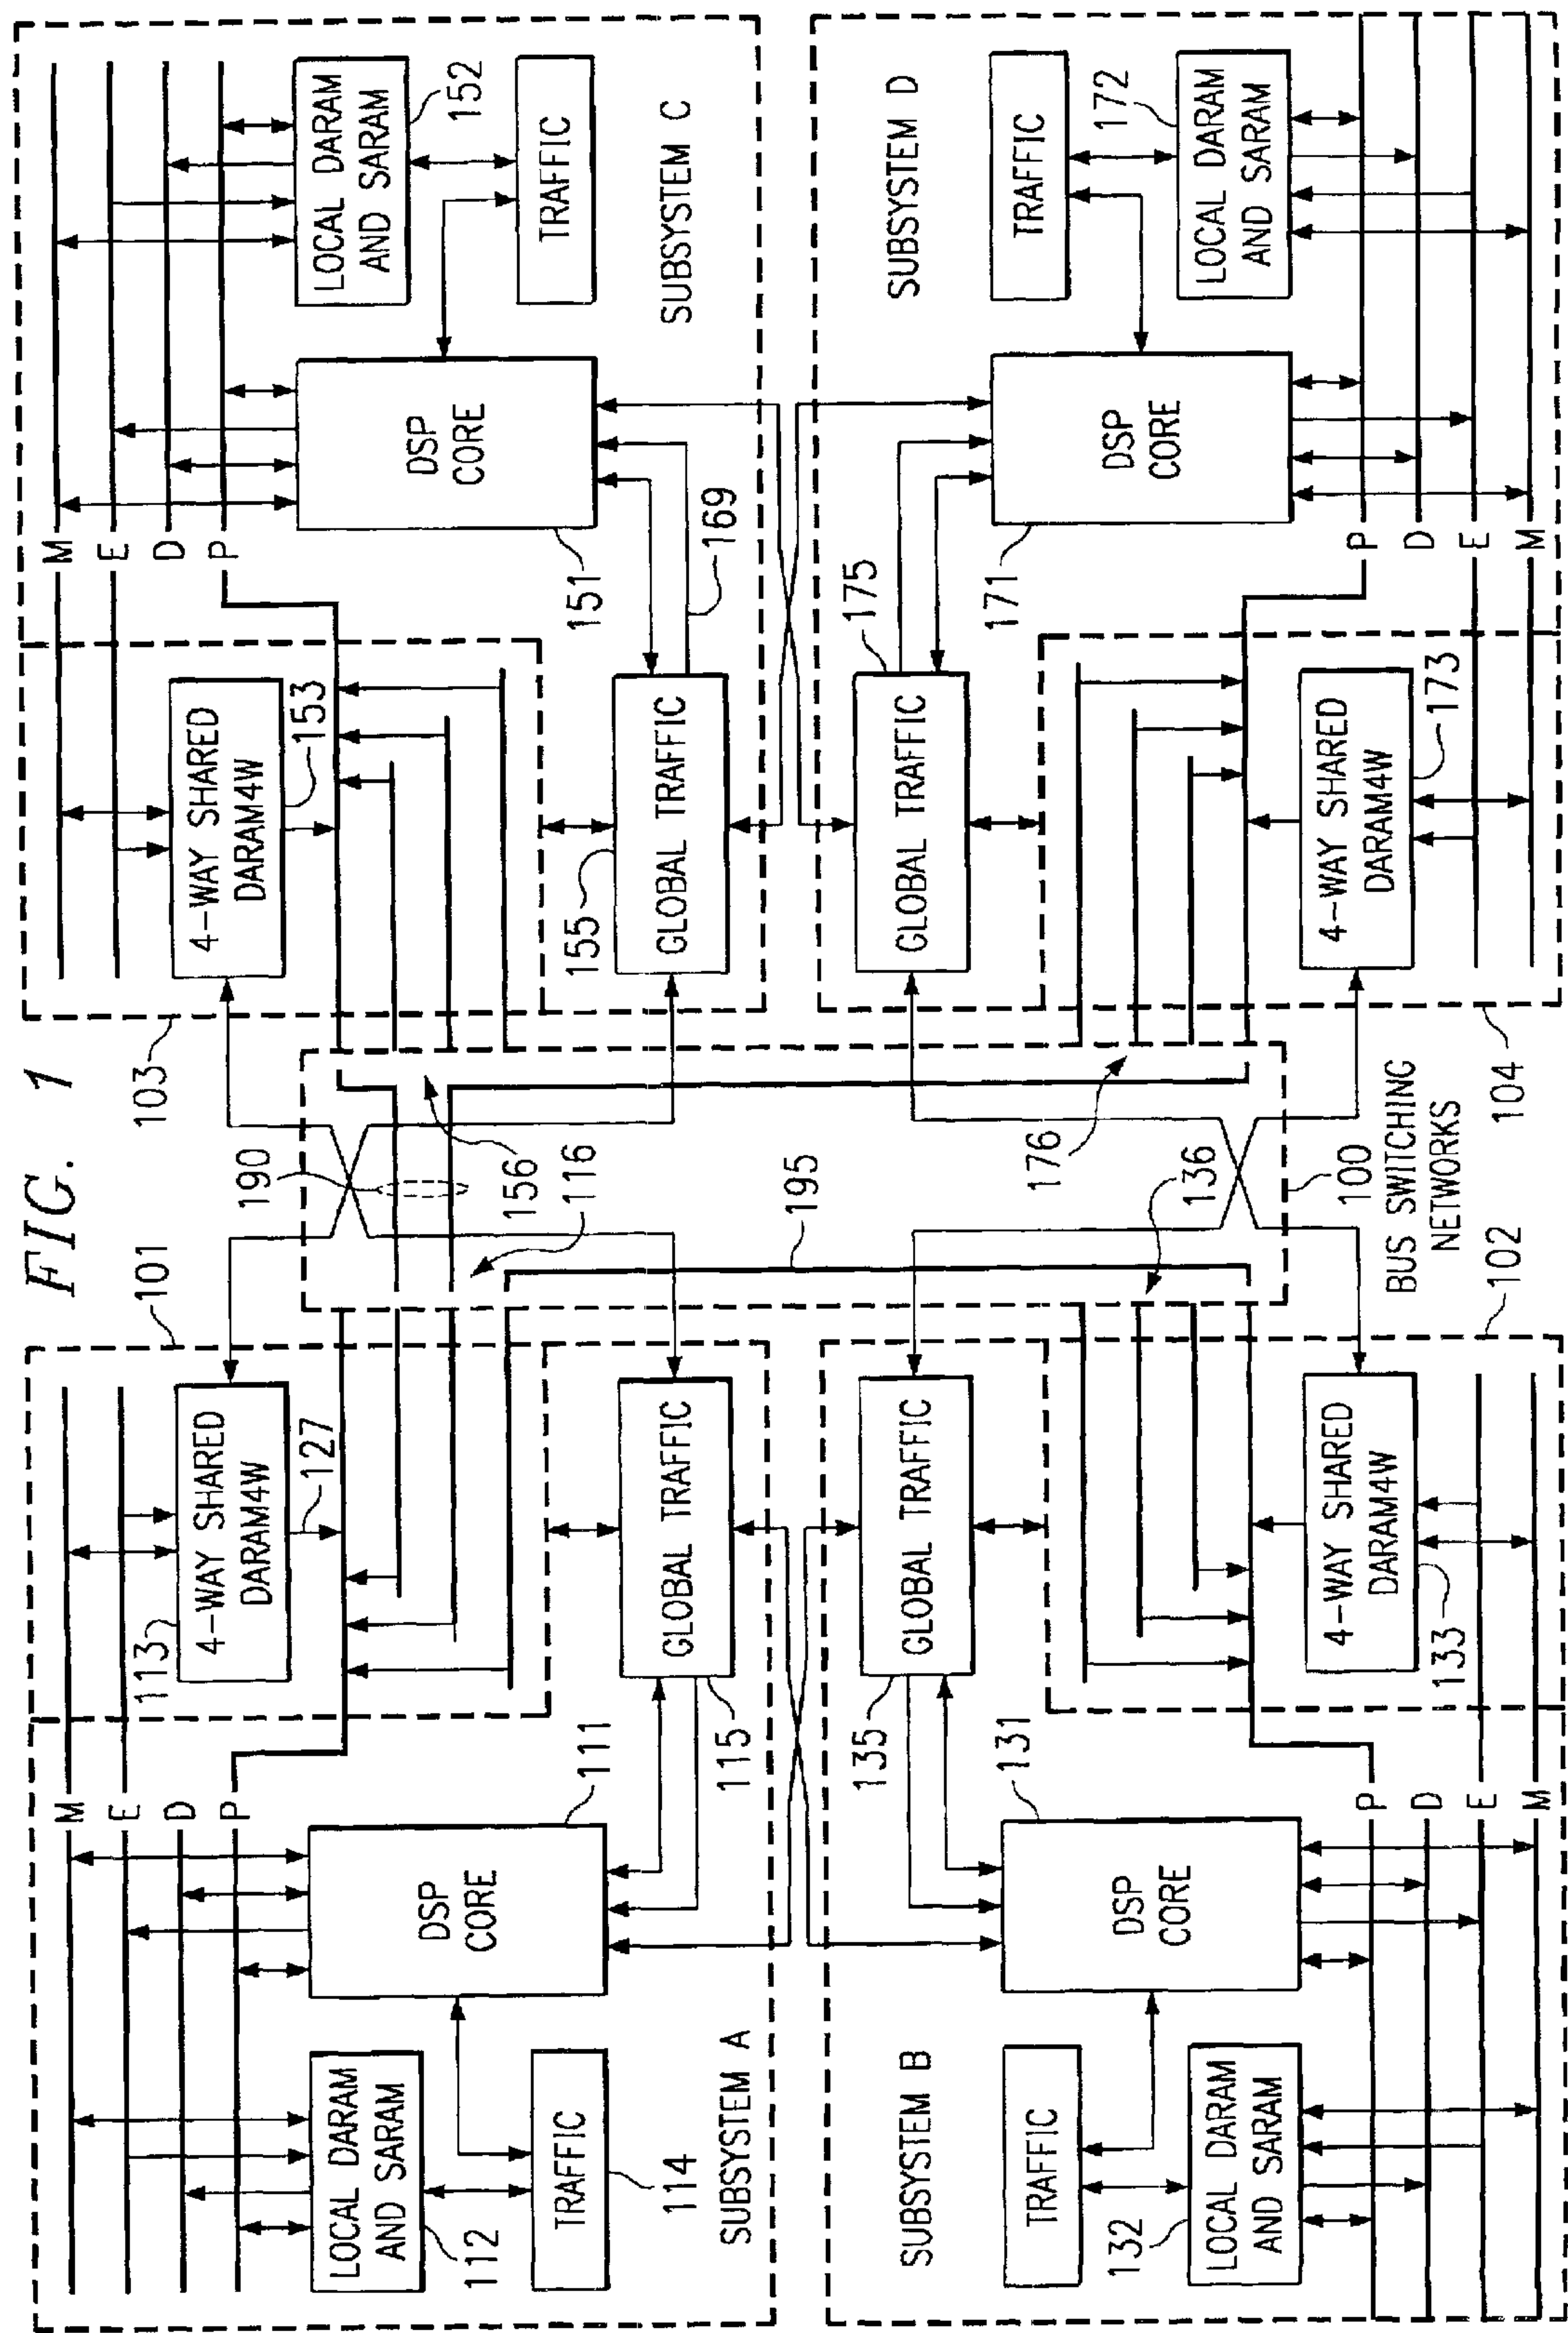 FIG. 1
101
M
E
D
P
113
4-WAY SHARED
DARAM4W
127
LOCAL DARAM
AND SARAM
112
DSP
CORE
111
TRAFFIC
114
GLOBAL TRAFFIC
115
SUBSYSTEM A
103
M
E
D
P
4-WAY SHARED
DARAM4W
153
LOCAL DARAM
AND SARAM
152
DSP
CORE
151
TRAFFIC
155
GLOBAL TRAFFIC
169
SUBSYSTEM C
190
156
116
195
176
136
100
BUS SWITCHING
NETWORKS
SUBSYSTEM B
TRAFFIC
132
LOCAL DARAM
AND SARAM
135
GLOBAL TRAFFIC
131
DSP
CORE
4-WAY SHARED
DARAM4W
133
P
D
E
M
102
SUBSYSTEM D
TRAFFIC
172
LOCAL DARAM
AND SARAM
175
GLOBAL TRAFFIC
171
DSP
CORE
4-WAY SHARED
DARAM4W
173
P
D
E
M
104